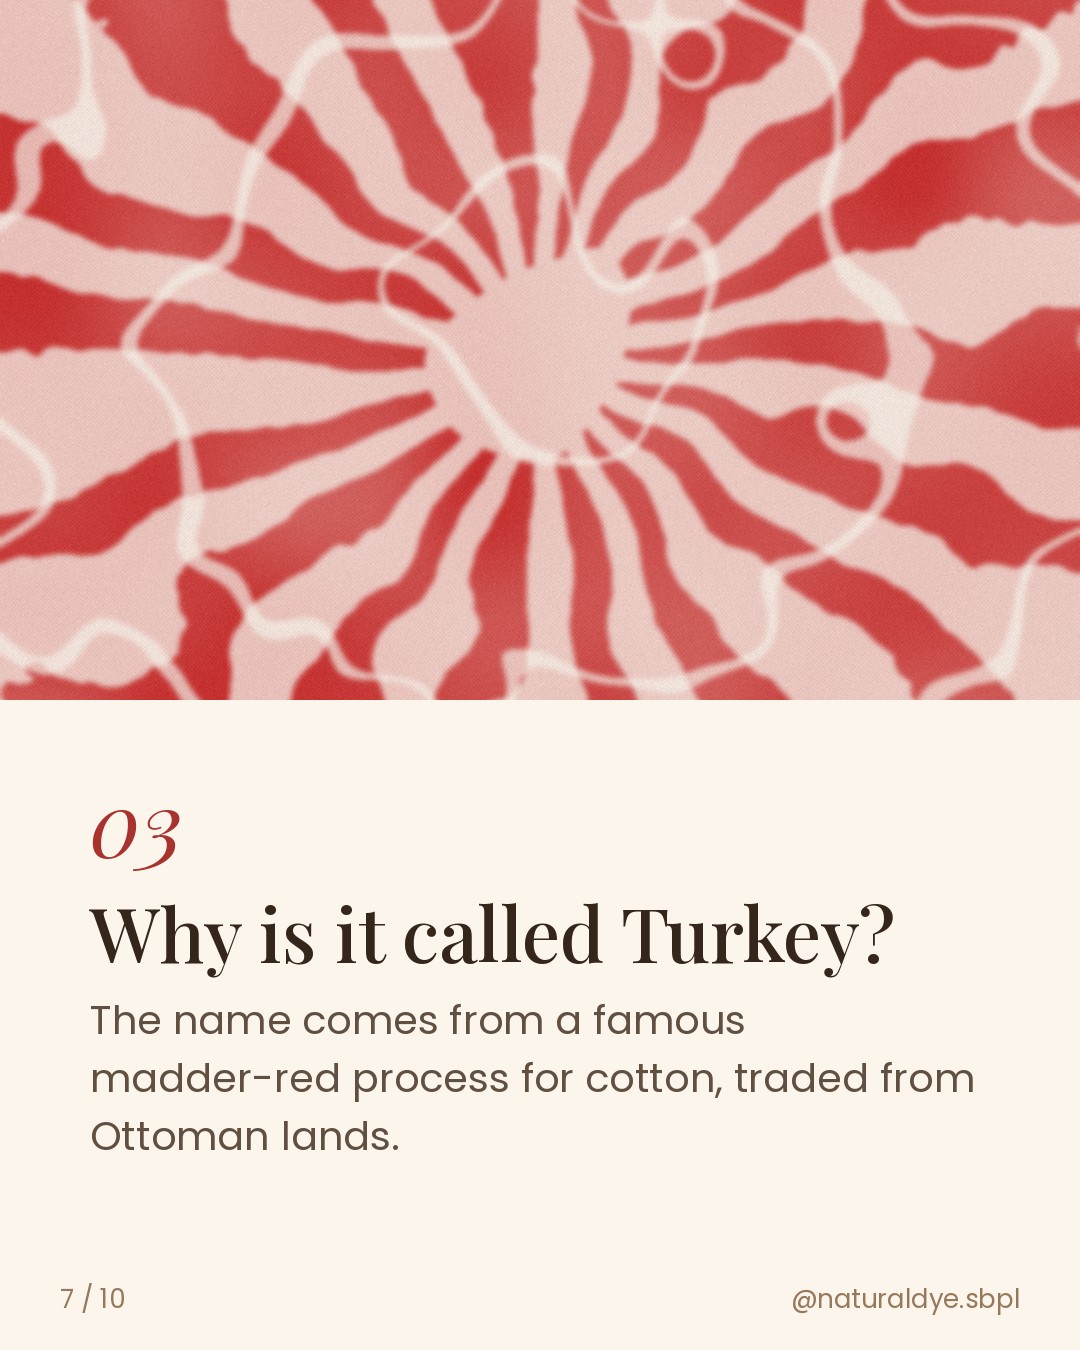 03
Why is it called Turkey?
The name comes from a famous
madder-red process for cotton, traded from
Ottoman lands.
7 / 10
@naturaldye.sbpl